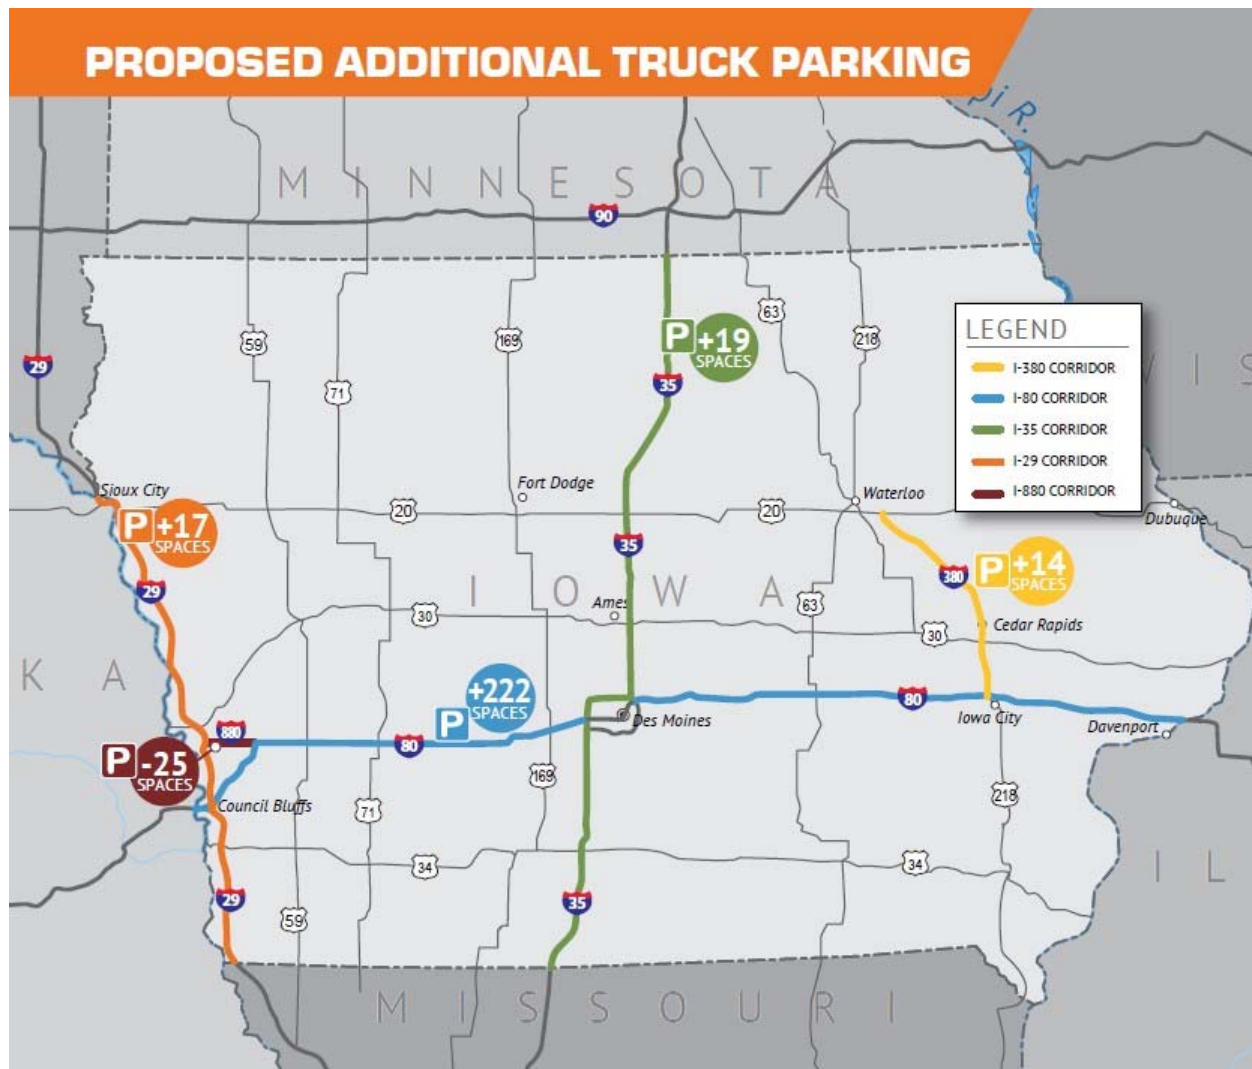 PROPOSED ADDITIONAL TRUCK PARKING
pi R.
MINNESOTA
90
63
59
169
218
P +19
SPACES
35
29
71
LEGEND
I-380 CORRIDOR
I-80 CORRIDOR
I-35 CORRIDOR
I-29 CORRIDOR
I-880 CORRIDOR
WIS
Sioux City
Fort Dodge
Waterloo
20
20
Dubuque
P +17
SPACES
35
P +14
SPACES
380
29
IOWA
Ames
63
30
30
Cedar Rapids
KA
+222
SPACES
P
80
Iowa City
Des Moines
Davenport
880
80
P -25
SPACES
169
Council Bluffs
71
218
34
34
IL
29
35
59
MISSOURI